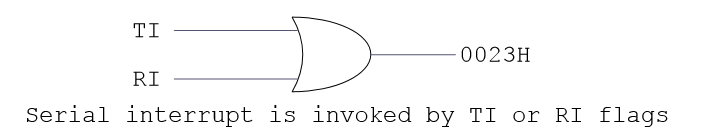 TI
0023H
RI
Serial interrupt is invoked by TI or RI flags